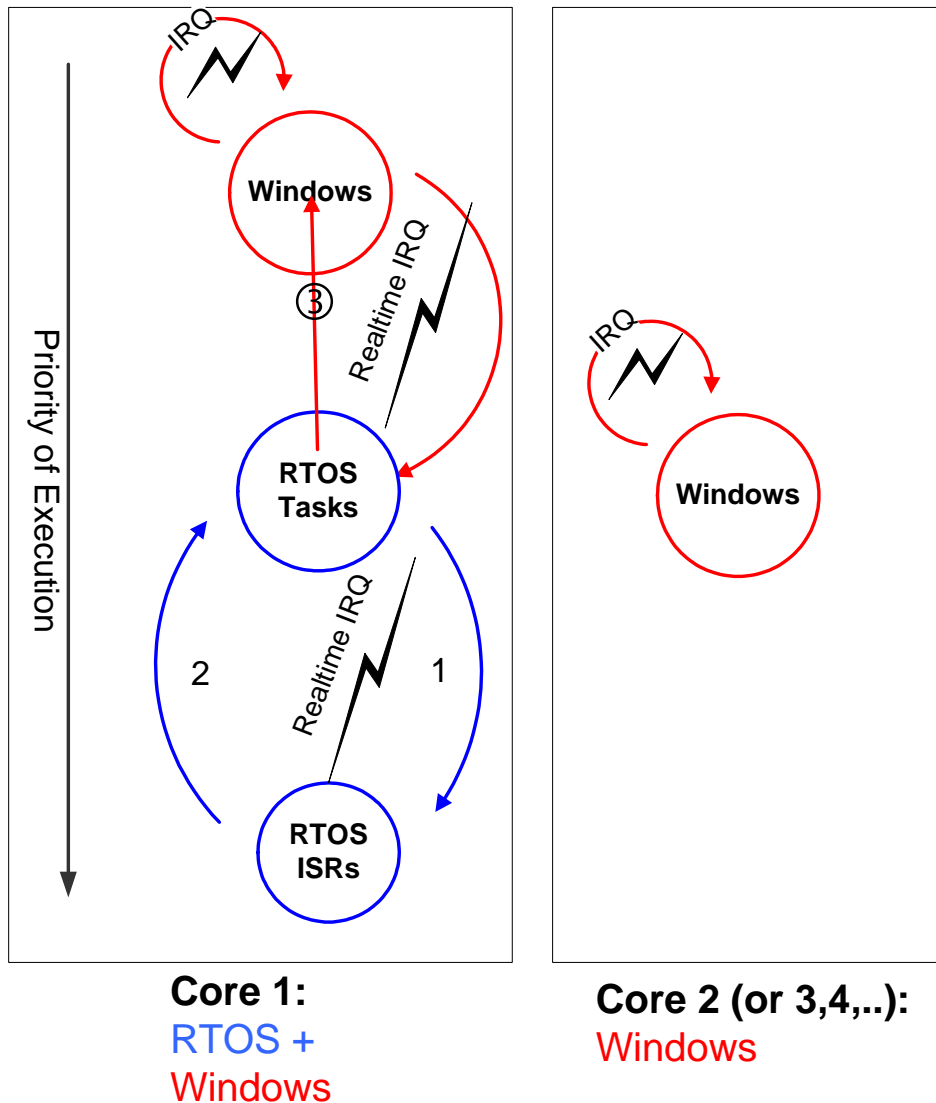 IRQ
Windows
Realtime IRQ
③
Priority of Execution
RTOS
Tasks
Realtime IRQ
2
1
RTOS
ISRs
Core 1:
RTOS +
Windows
IRQ
Windows
Core 2 (or 3,4,..):
Windows